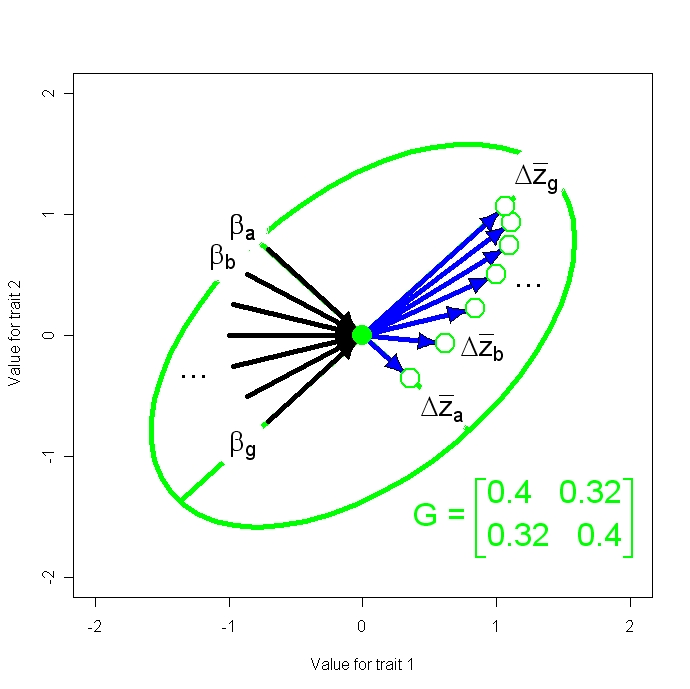 2
1
0
-1
-2
Value for trait 2
βa
βb
...
βg
Δz̅g
...
Δz̅b
Δz̅a
G = [0.4 0.32
0.32 0.4]
-2 -1 0 1 2
Value for trait 1